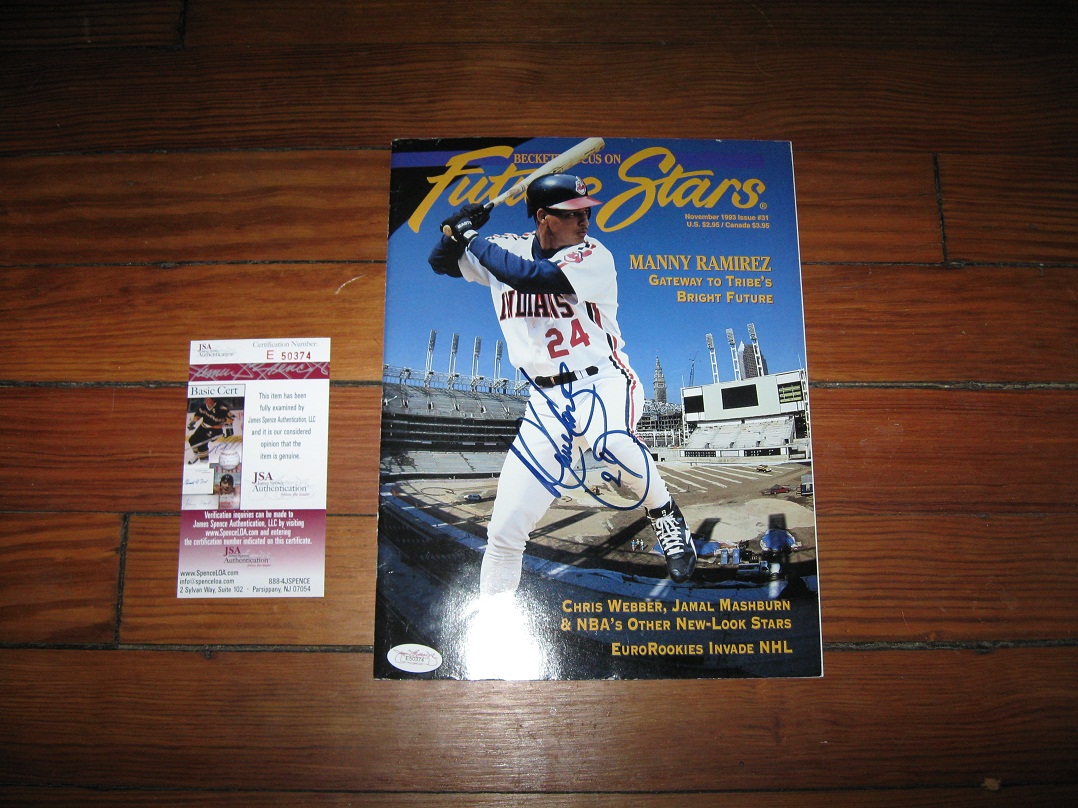 BECKETT FOCUS ON
Future Stars®
November 1993 Issue #31
U.S. $2.95 / Canada $3.95
MANNY RAMIREZ
GATEWAY TO TRIBE'S
BRIGHT FUTURE
INDIANS
24
24
CHRIS WEBBER, JAMAL MASHBURN
& NBA'S OTHER NEW-LOOK STARS
EUROROOKIES INVADE NHL
JSA
Authentication
Certification Number:
E 50374
Basic Cert
This item has been
fully examined by
James Spence Authentication, LLC
and it is our considered
opinion that the
item is genuine.
JSA
Authentication
Verification inquiries can be made to
James Spence Authentication, LLC by visiting
www.SpenceLOA.com and entering
the certification number indicated on this certificate.
JSA
Authentication
www.SpenceLOA.com
info@spenceloa.com 888-4JSPENCE
2 Sylvan Way, Suite 102 · Parsippany, NJ 07054